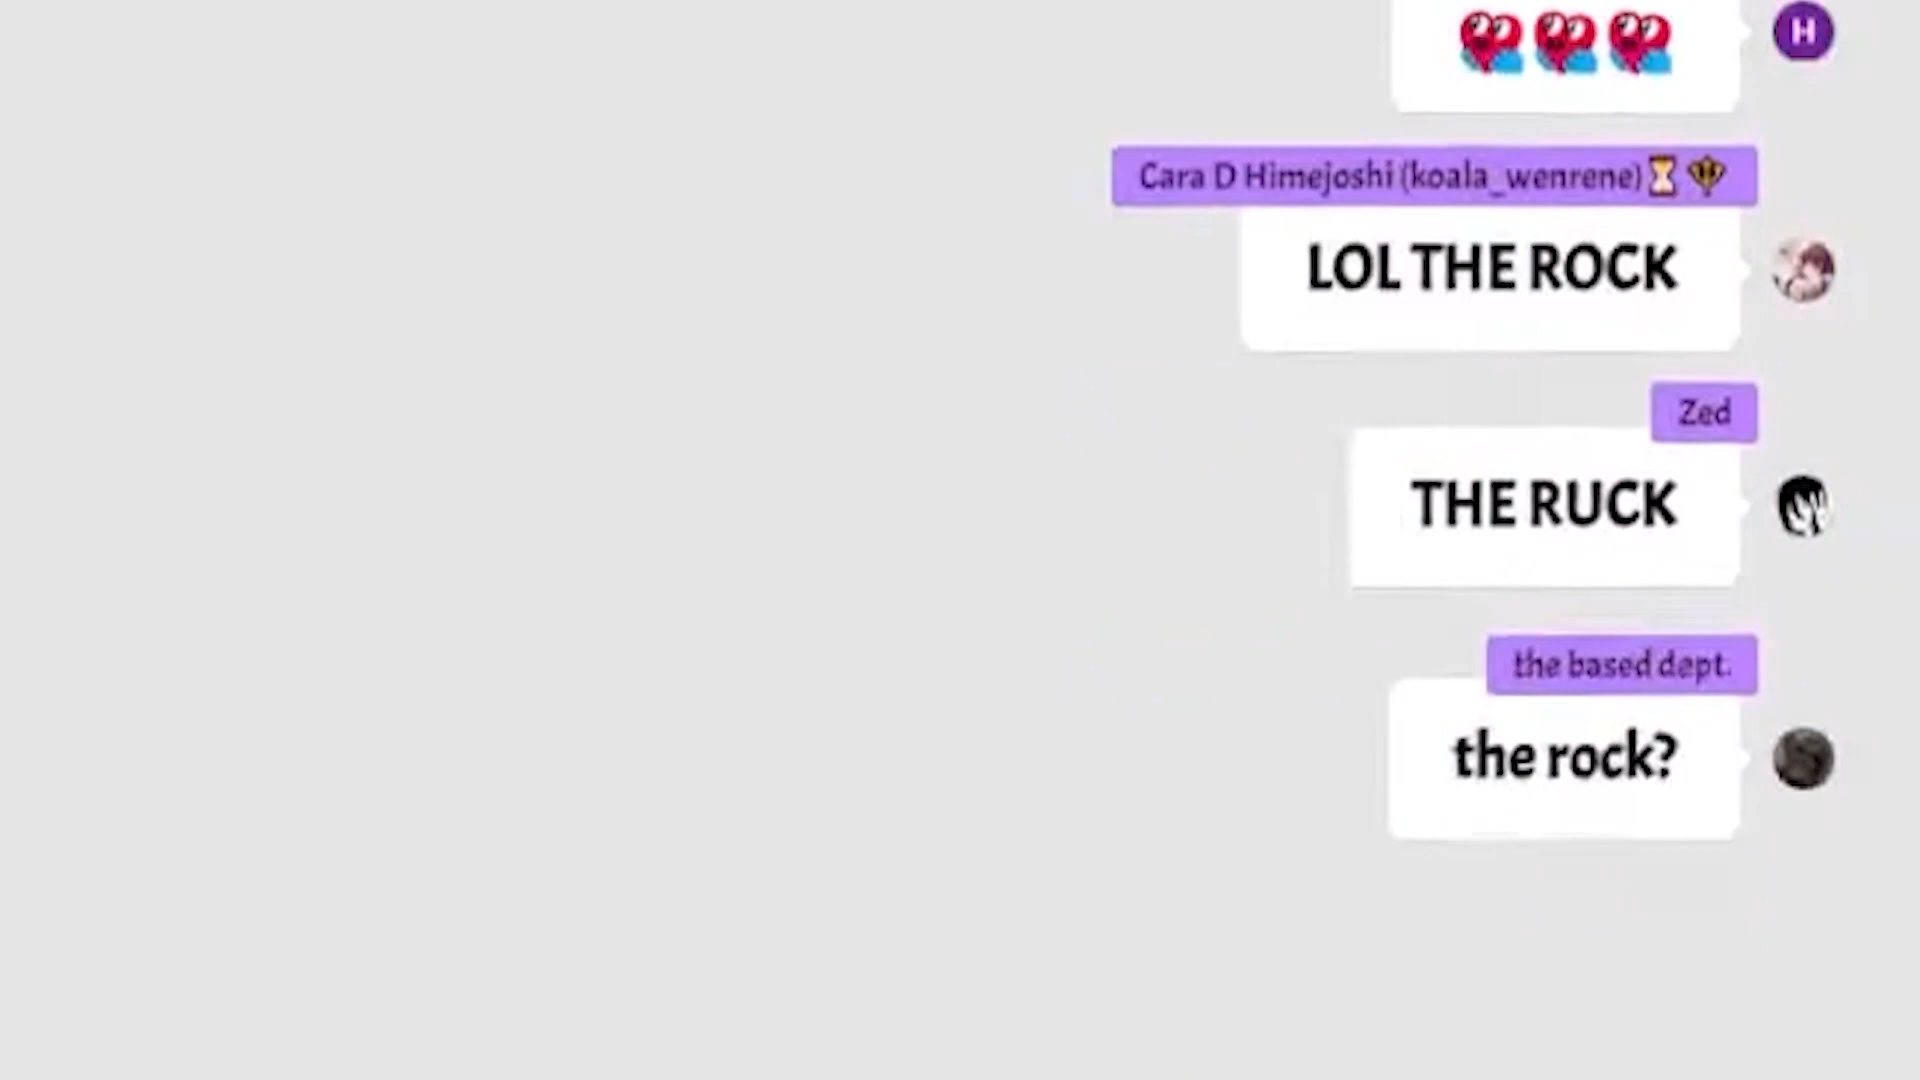 H
Cara D Himejoshi (koala_wenrene)
LOL THE ROCK
Zed
THE RUCK
the based dept.
the rock?